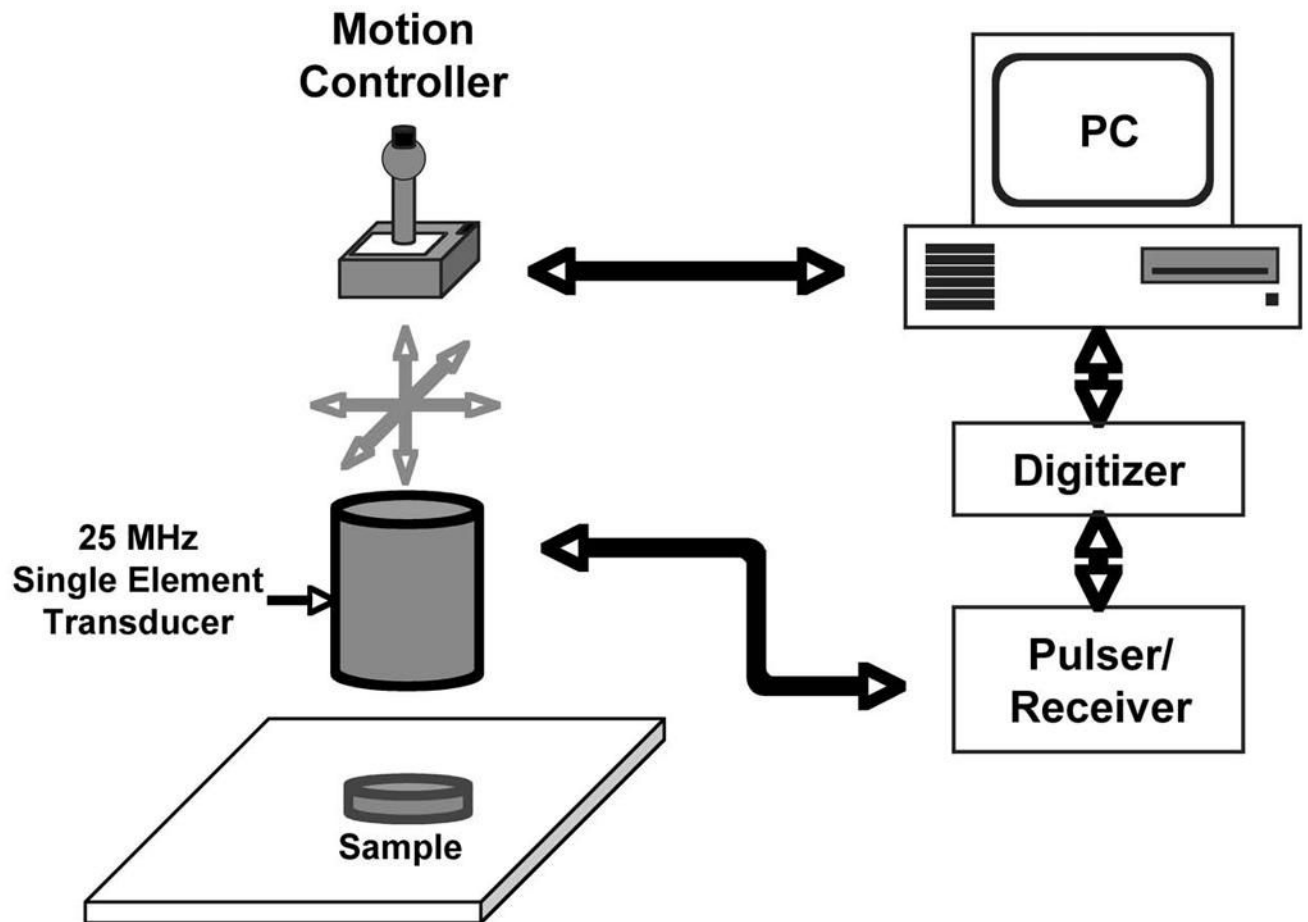 Motion
Controller
PC
Digitizer
25 MHz
Single Element
Transducer
Pulser/
Receiver
Sample